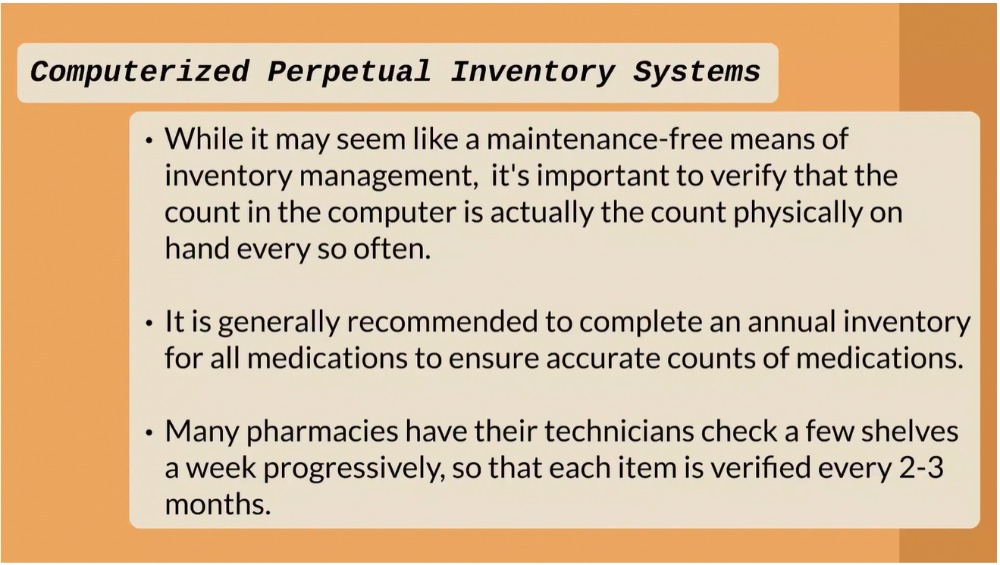 Computerized Perpetual Inventory Systems
• While it may seem like a maintenance-free means of
inventory management,  it's important to verify that the
count in the computer is actually the count physically on
hand every so often.
• It is generally recommended to complete an annual inventory
for all medications to ensure accurate counts of medications.
• Many pharmacies have their technicians check a few shelves
a week progressively, so that each item is verified every 2-3
months.